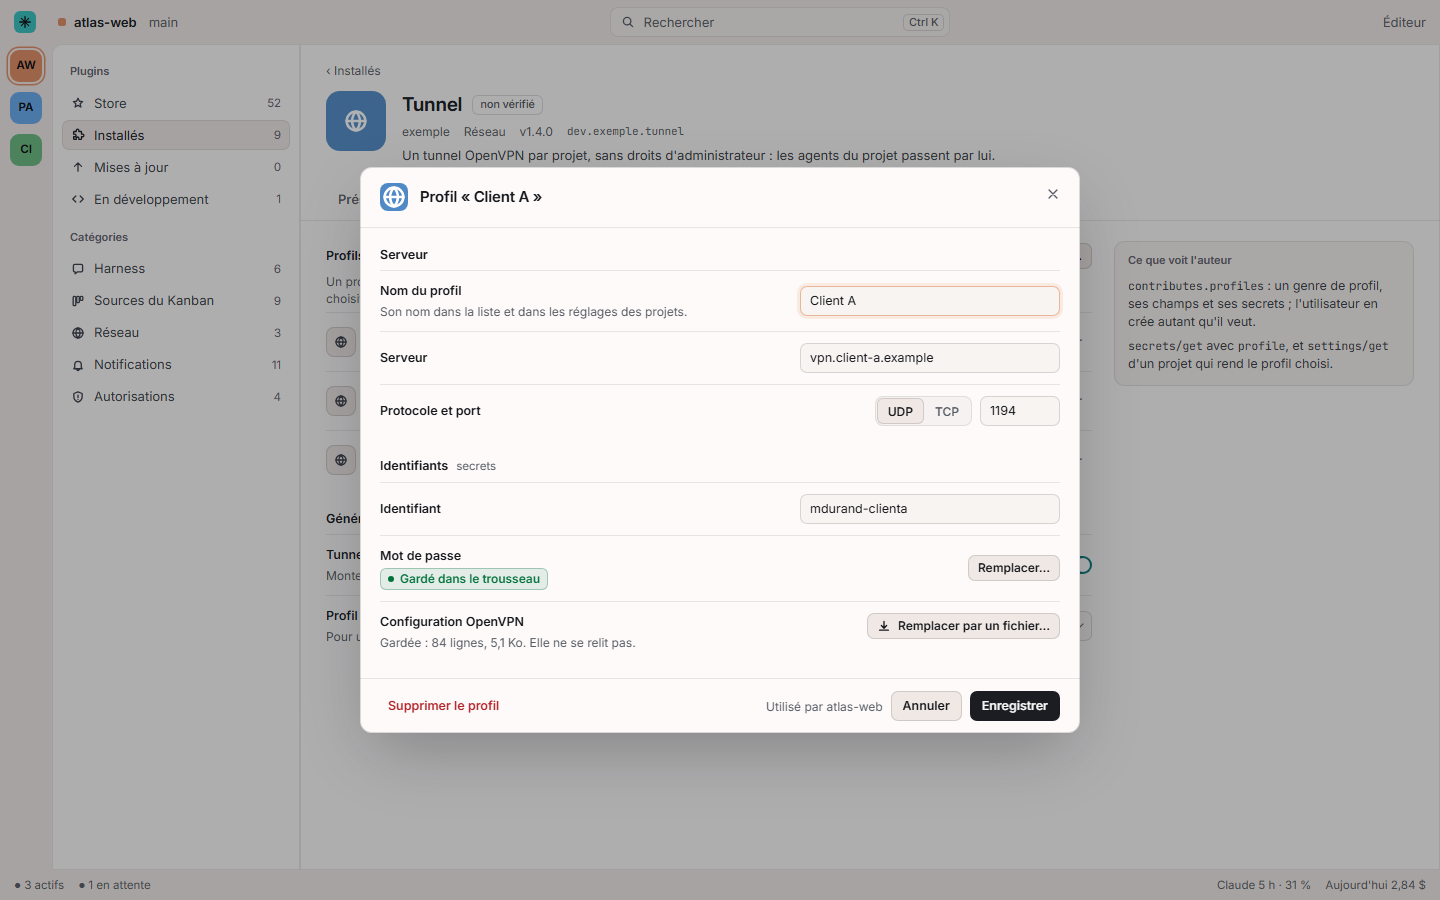 atlas-web main
Rechercher
Ctrl K
Éditeur
AW
PA
CI
Plugins
Store 52
Installés 9
Mises à jour 0
En développement 1
Catégories
Harness 6
Sources du Kanban 9
Réseau 3
Notifications 11
Autorisations 4
‹ Installés
Tunnel non vérifié
exemple Réseau v1.4.0 dev.exemple.tunnel
Un tunnel OpenVPN par projet, sans droits d'administrateur : les agents du projet passent par lui.
Profil « Client A »
Serveur
Nom du profil
Son nom dans la liste et dans les réglages des projets.
Client A
Serveur
vpn.client-a.example
Protocole et port
UDP TCP 1194
Identifiants secrets
Identifiant
mdurand-clienta
Mot de passe
Gardé dans le trousseau
Remplacer...
Configuration OpenVPN
Gardée : 84 lignes, 5,1 Ko. Elle ne se relit pas.
Remplacer par un fichier...
Supprimer le profil
Utilisé par atlas-web
Annuler
Enregistrer
Ce que voit l'auteur
contributes.profiles : un genre de profil,
ses champs et ses secrets ; l'utilisateur en
crée autant qu'il veut.
secrets/get avec profile, et settings/get
d'un projet qui rend le profil choisi.
Profil
3 actifs
1 en attente
Claude 5 h · 31 %
Aujourd'hui 2,84 $